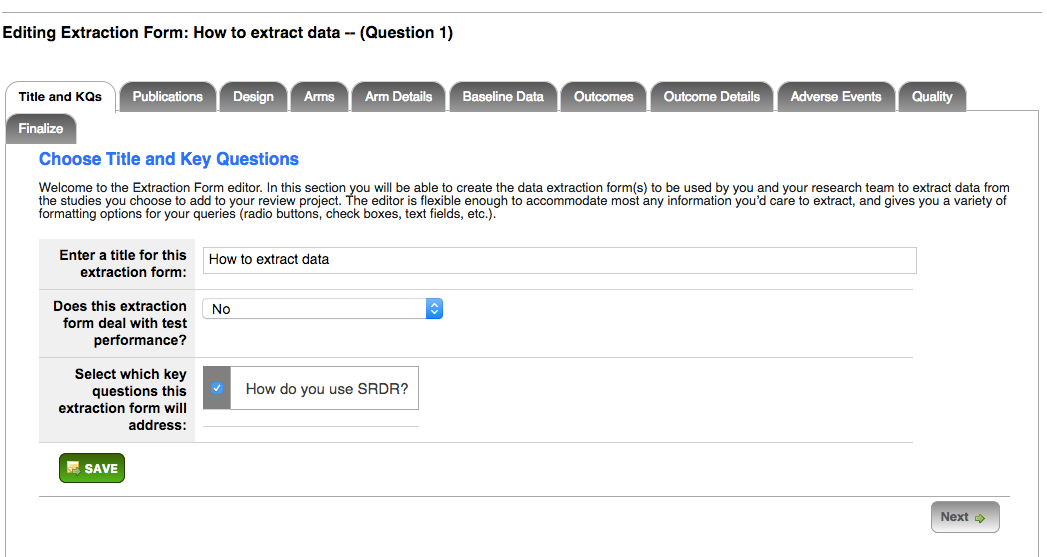 Editing Extraction Form: How to extract data -- (Question 1)
Title and KQs Publications Design Arms Arm Details Baseline Data Outcomes Outcome Details Adverse Events Quality
Finalize
Choose Title and Key Questions
Welcome to the Extraction Form editor. In this section you will be able to create the data extraction form(s) to be used by you and your research team to extract data from
the studies you choose to add to your review project. The editor is flexible enough to accommodate most any information you'd care to extract, and gives you a variety of
formatting options for your queries (radio buttons, check boxes, text fields, etc.).
Enter a title for this
extraction form:
How to extract data
Does this extraction
form deal with test
performance?
No
Select which key
questions this
extraction form will
address:
How do you use SRDR?
SAVE
Next